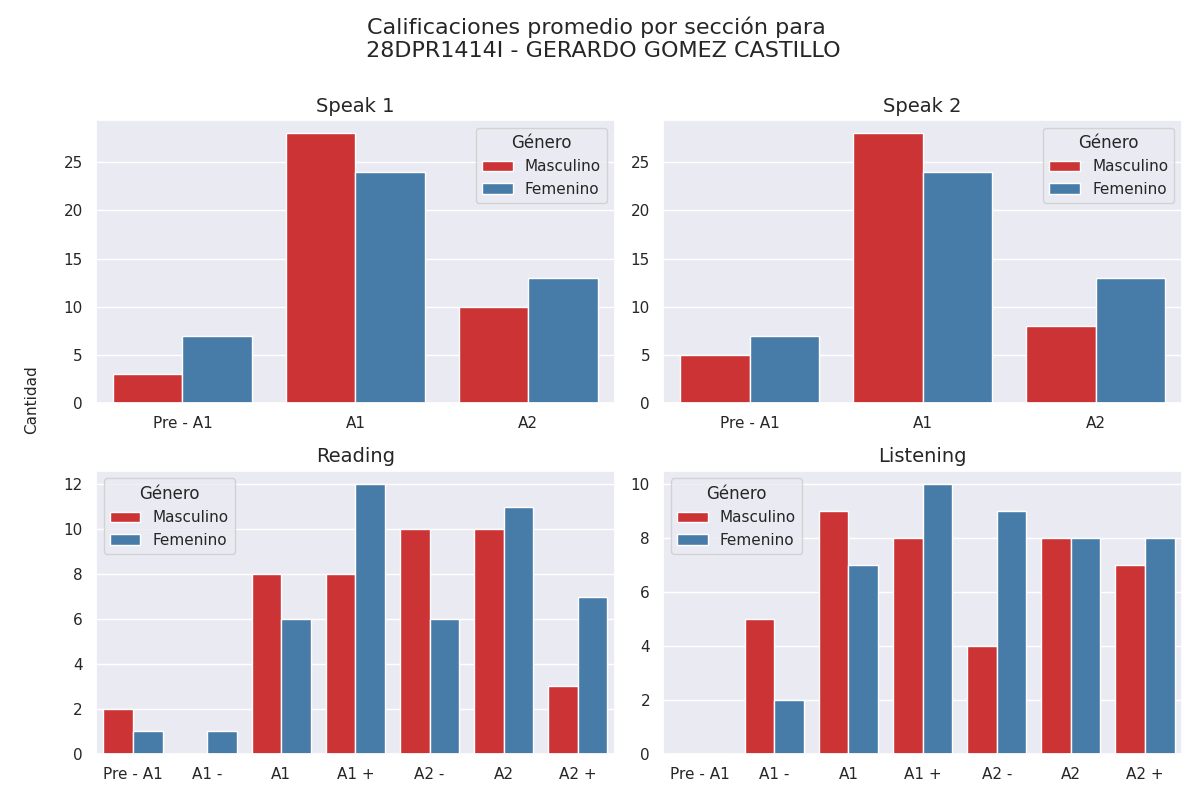 Calificaciones promedio por sección para
28DPR1414I - GERARDO GOMEZ CASTILLO
Speak 1
25
20
15
10
5
0
Género
Masculino
Femenino
Pre - A1 A1 A2
Speak 2
25
20
15
10
5
0
Género
Masculino
Femenino
Pre - A1 A1 A2
Cantidad
Reading
12
10
8
6
4
2
0
Género
Masculino
Femenino
Pre - A1 A1 - A1 A1 + A2 - A2 A2 +
Listening
10
8
6
4
2
0
Género
Masculino
Femenino
Pre - A1 A1 - A1 A1 + A2 - A2 A2 +